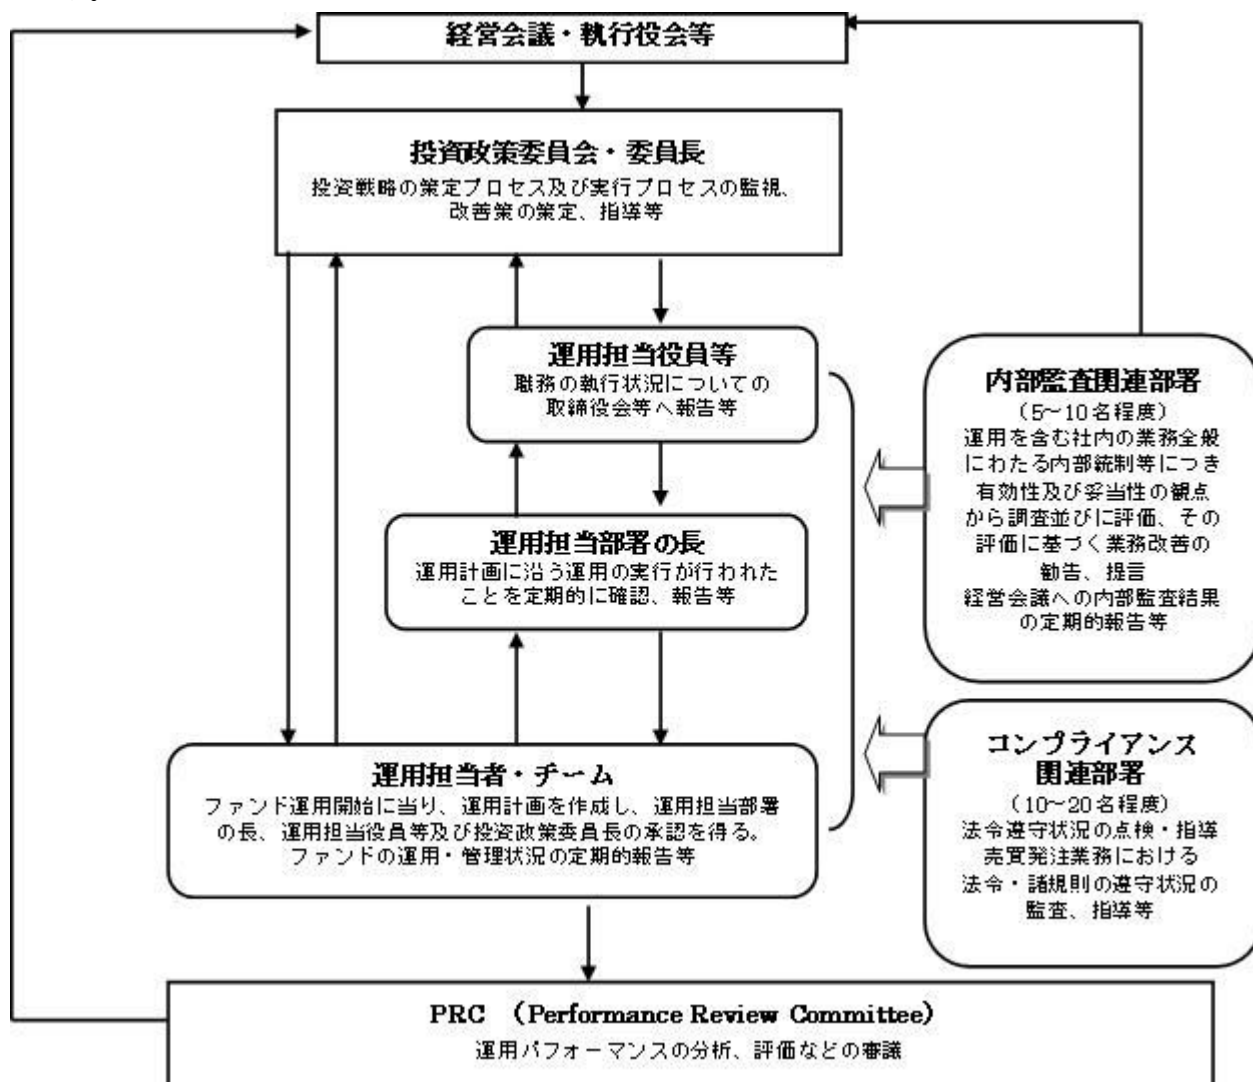 経営会議・執行役会等
投資政策委員会・委員長
投資戦略の策定プロセス及び実行プロセスの監視、
改善策の策定、指導等
運用担当役員等
職務の執行状況についての
取締役会等へ報告等
運用担当部署の長
運用計画に沿う運用の実行が行われた
ことを定期的に確認、報告等
運用担当者・チーム
ファンド運用開始に当り、運用計画を作成し、運用担当部署
の長、運用担当役員等及び投資政策委員長の承認を得る。
ファンドの運用・管理状況の定期的報告等
内部監査関連部署
（5～10名程度）
運用を含む社内の業務全般
にわたる内部統制等につき
有効性及び妥当性の観点
から調査並びに評価、その
評価に基づく業務改善の
勧告、提言
経営会議への内部監査結果
の定期的報告等
コンプライアンス
関連部署
（10～20名程度）
法令遵守状況の点検・指導
売買発注業務における
法令・諸規則の遵守状況の
監査、指導等
PRC （Performance Review Committee）
運用パフォーマンスの分析、評価などの審議